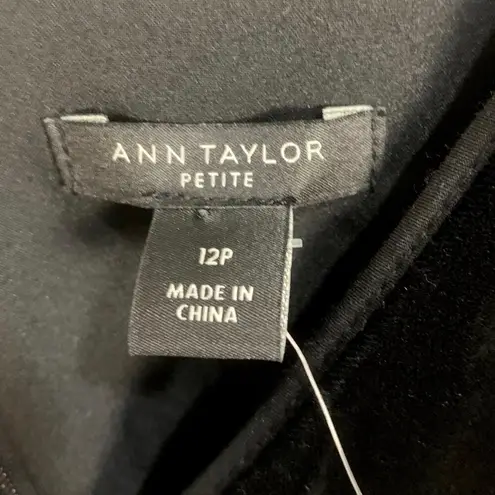 ANN TAYLOR
PETITE
12P
MADE IN
CHINA